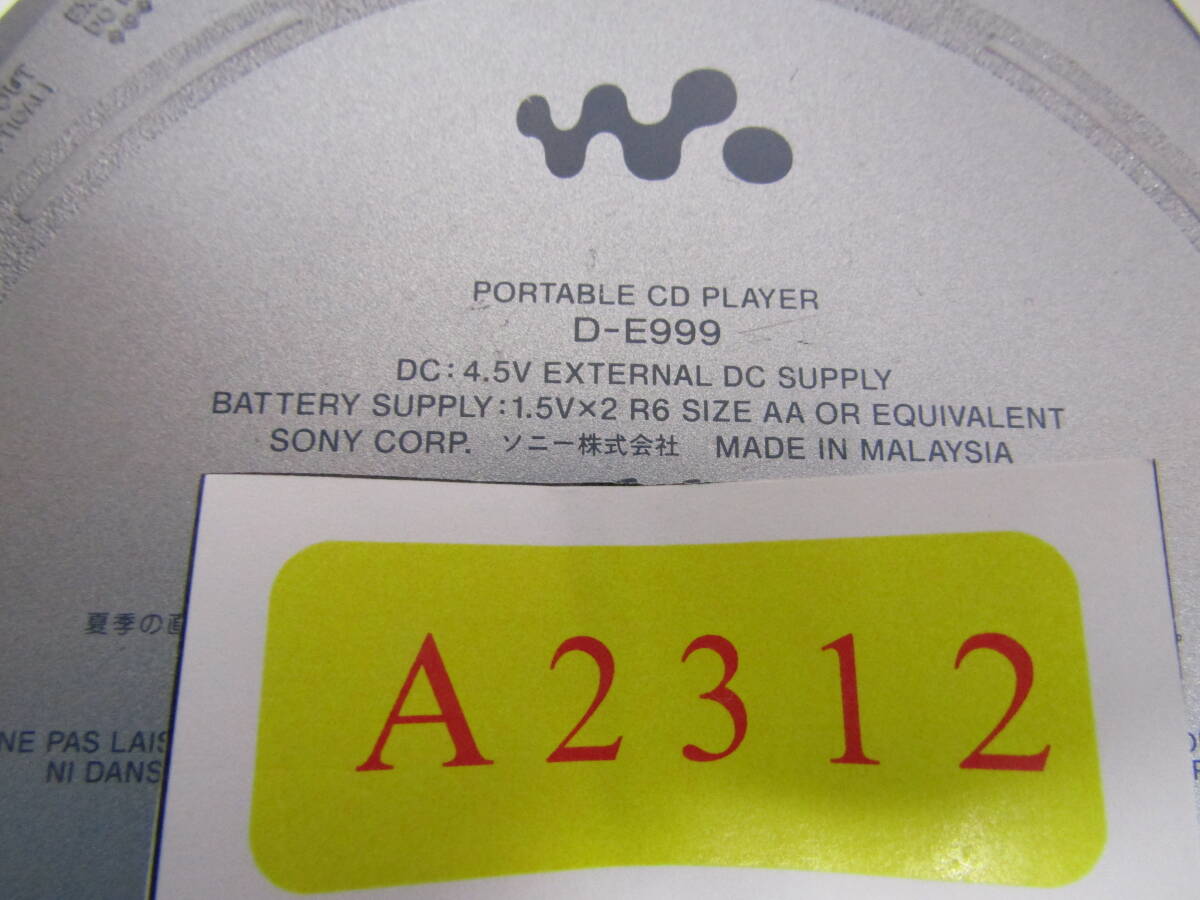 PORTABLE CD PLAYER
D-E999
DC: 4.5V EXTERNAL DC SUPPLY
BATTERY SUPPLY:1.5V×2 R6 SIZE AA OR EQUIVALENT
SONY CORP. ソニー株式会社 MADE IN MALAYSIA
夏季の直
A2312
NE PAS LAIS
NI DANS